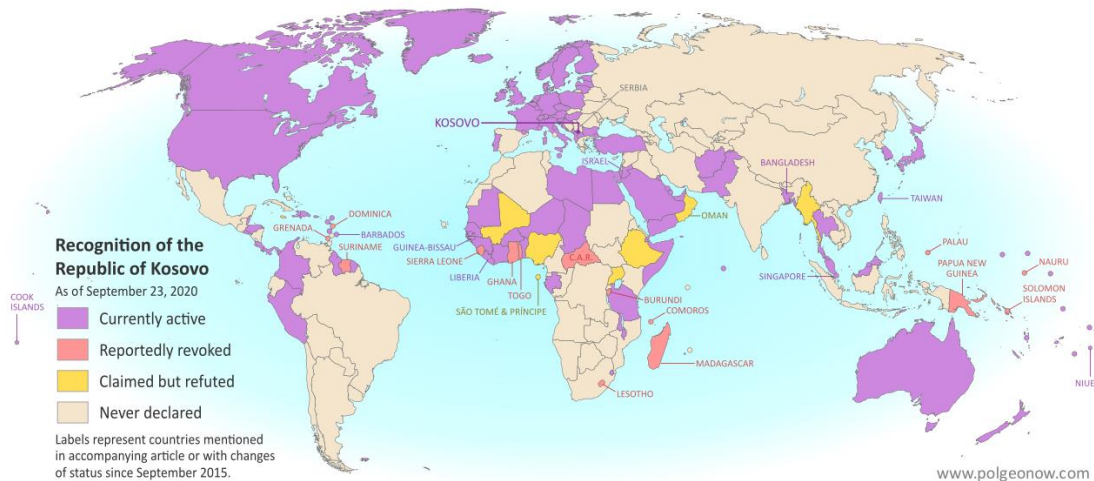 SERBIA
KOSOVO
ISRAEL
BANGLADESH
TAIWAN
OMAN
DOMINICA
GRENADA
BARBADOS
SURINAME
GUINEA-BISSAU
SIERRA LEONE
LIBERIA
GHANA
TOGO
C.A.R.
SÃO TOMÉ & PRÍNCIPE
BURUNDI
COMOROS
MADAGASCAR
LESOTHO
SINGAPORE
PALAU
PAPUA NEW
GUINEA
NAURU
SOLOMON
ISLANDS
NIUE
COOK
ISLANDS
Recognition of the
Republic of Kosovo
As of September 23, 2020
Currently active
Reportedly revoked
Claimed but refuted
Never declared
Labels represent countries mentioned
in accompanying article or with changes
of status since September 2015.
www.polgeonow.com